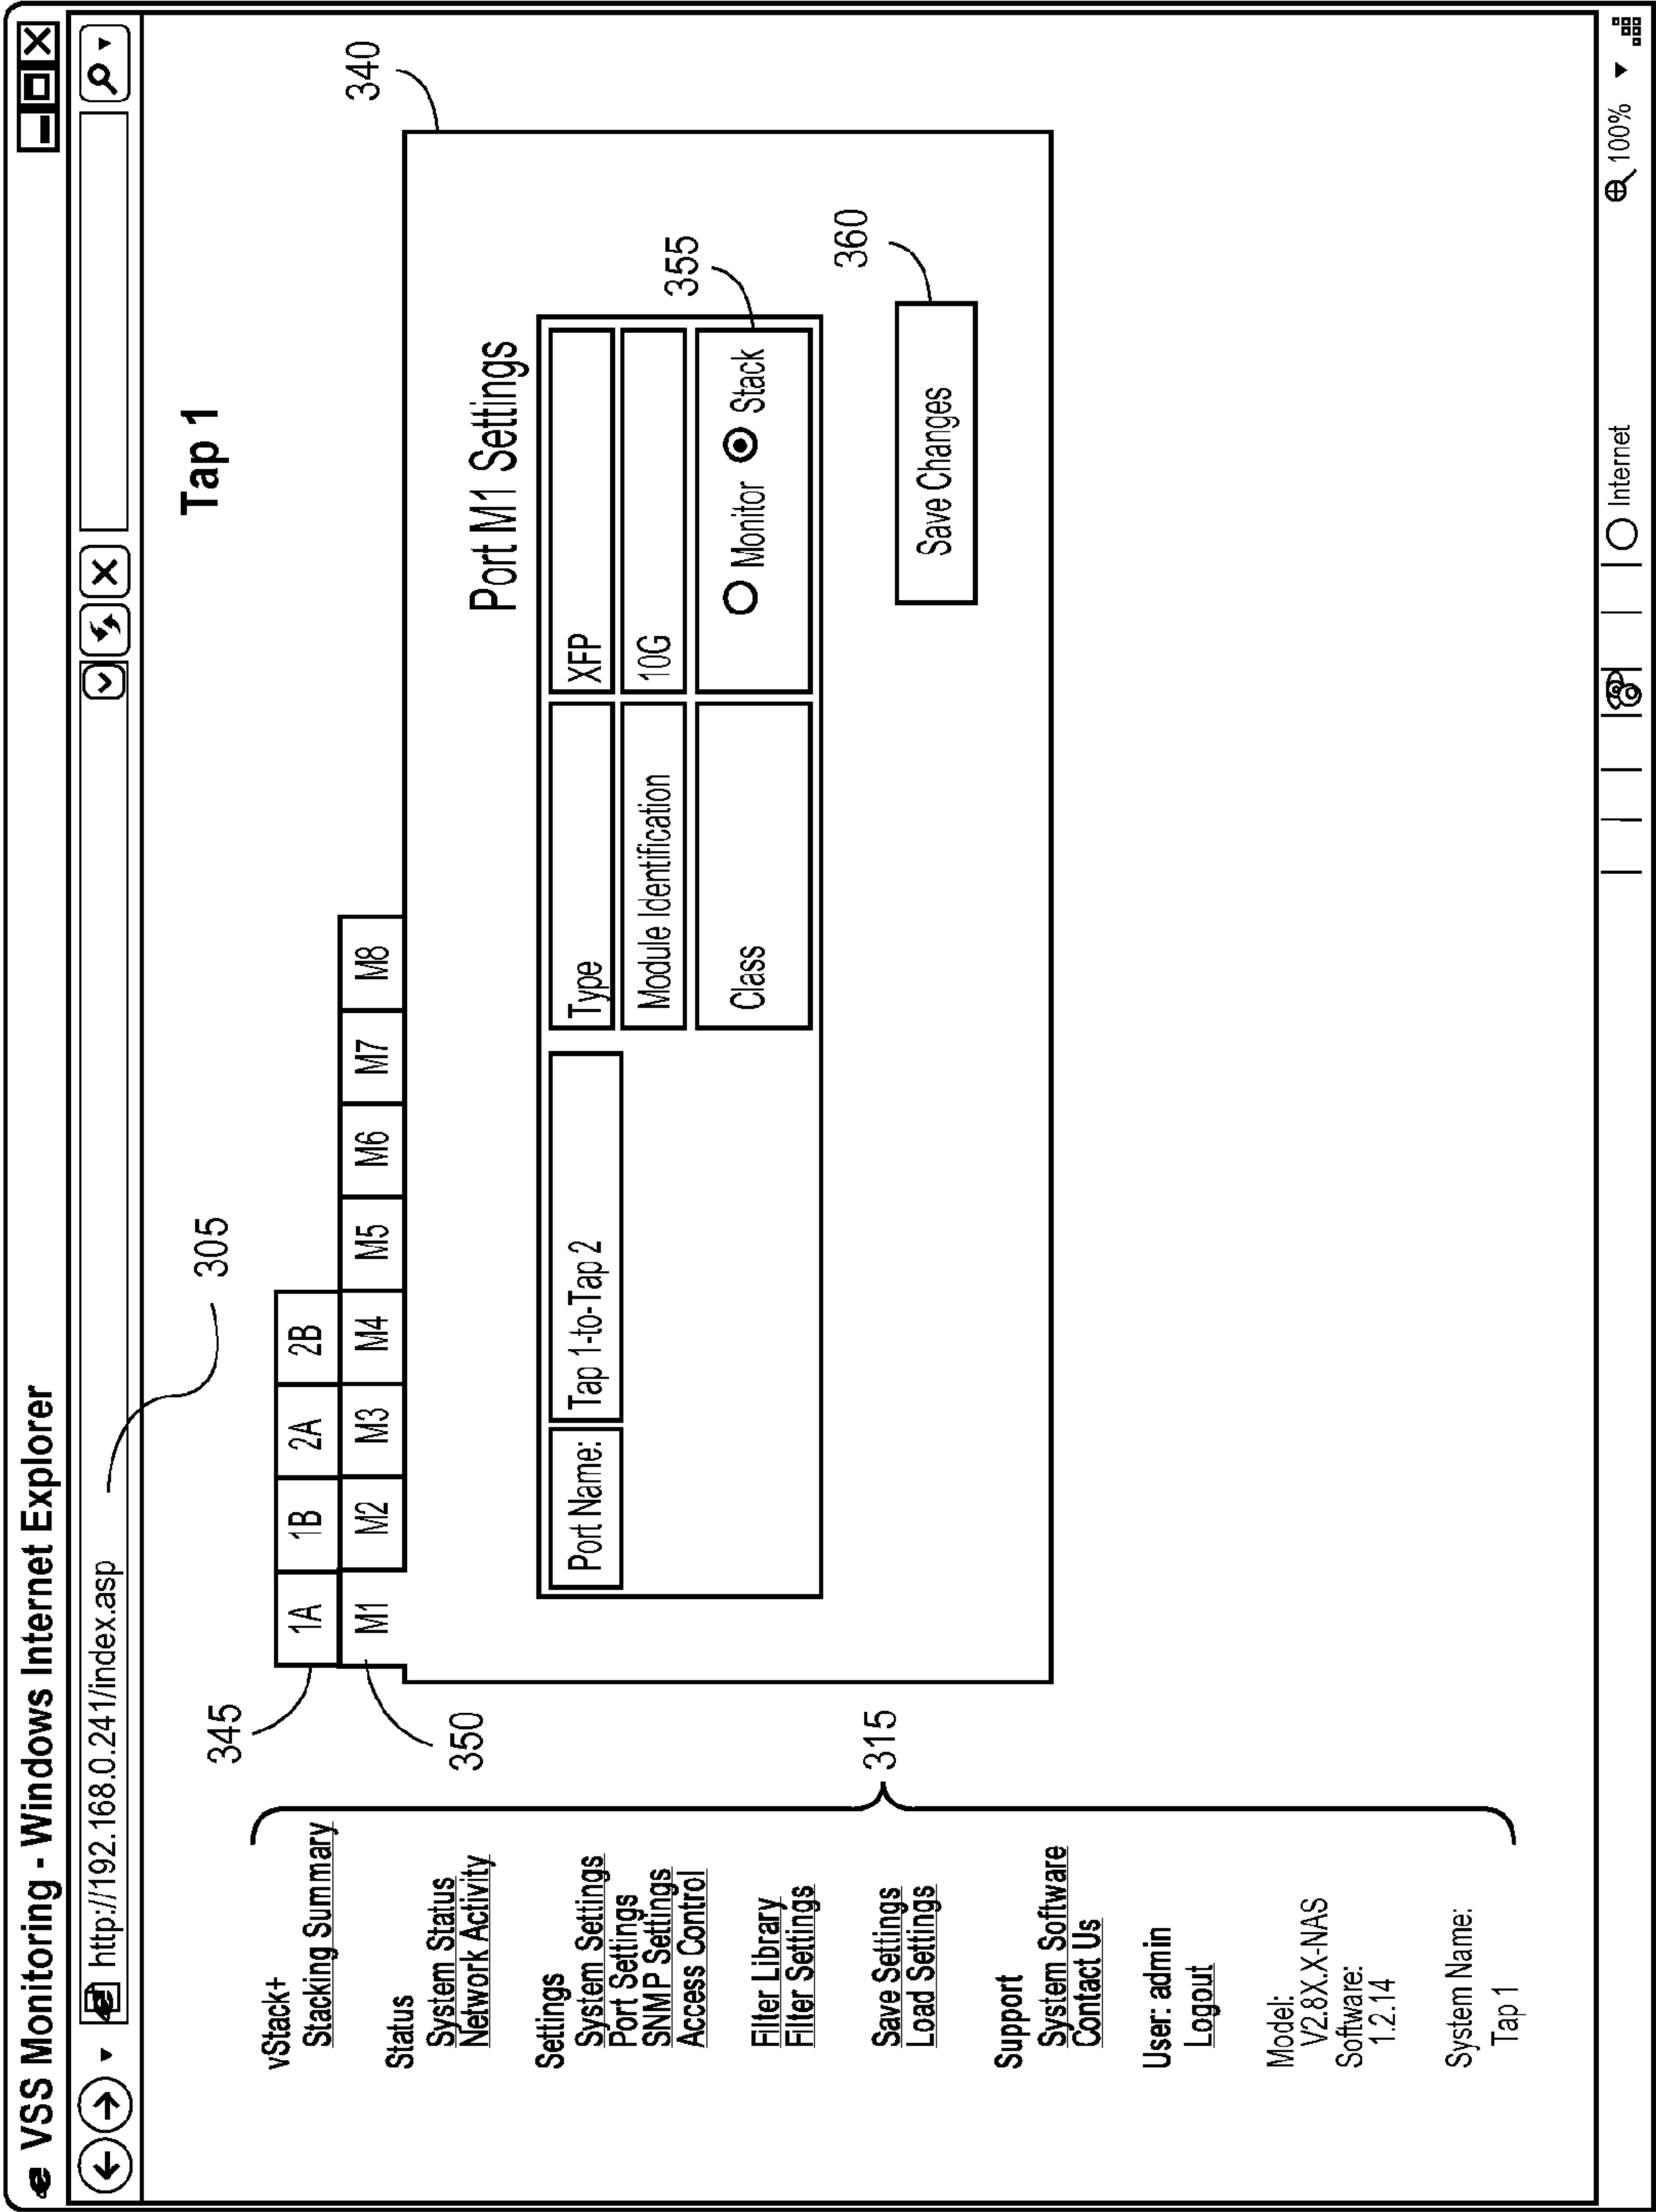 VSS Monitoring - Windows Internet Explorer
http://192.168.0.241/index.asp
305
Tap 1
vStack+
Stacking Summary
Status
System Status
Network Activity
Settings
System Settings
Port Settings
SNMP Settings
Access Control
Filter Library
Filter Settings
Save Settings
Load Settings
Support
System Software
Contact Us
User: admin
Logout
Model:
V2.8X.X-NAS
Software:
1.2.14
System Name:
Tap 1
315
345
350
1A 1B 2A 2B
M1 M2 M3 M4 M5 M6 M7 M8
340
Port M1 Settings
Port Name: Tap 1-to-Tap 2 Type XFP
Module Identification 10G
Class Monitor Stack
355
Save Changes
360
Internet
100%